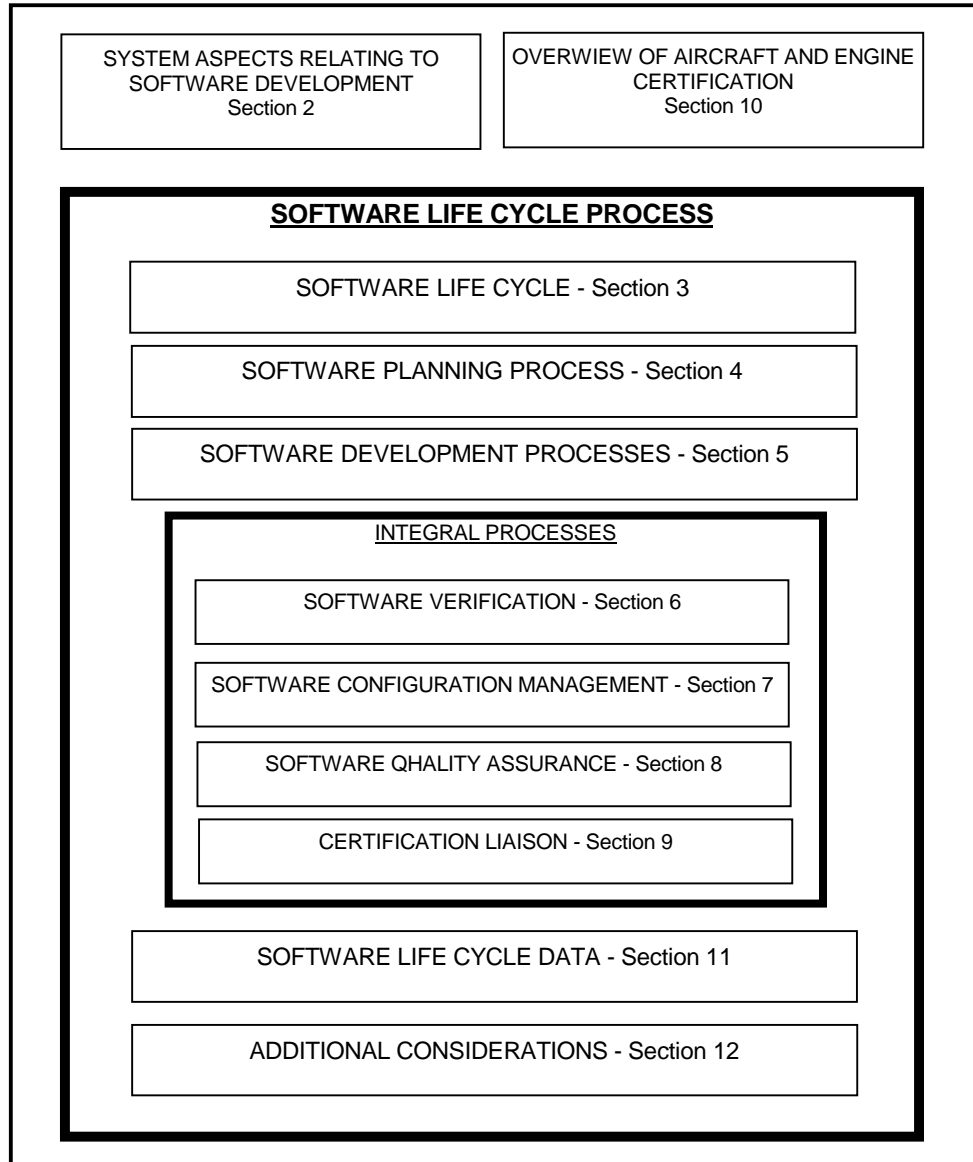 SYSTEM ASPECTS RELATING TO
SOFTWARE DEVELOPMENT
Section 2
OVERWIEW OF AIRCRAFT AND ENGINE
CERTIFICATION
Section 10
SOFTWARE LIFE CYCLE PROCESS
SOFTWARE LIFE CYCLE - Section 3
SOFTWARE PLANNING PROCESS - Section 4
SOFTWARE DEVELOPMENT PROCESSES - Section 5
INTEGRAL PROCESSES
SOFTWARE VERIFICATION - Section 6
SOFTWARE CONFIGURATION MANAGEMENT - Section 7
SOFTWARE QHALITY ASSURANCE - Section 8
CERTIFICATION LIAISON - Section 9
SOFTWARE LIFE CYCLE DATA - Section 11
ADDITIONAL CONSIDERATIONS - Section 12